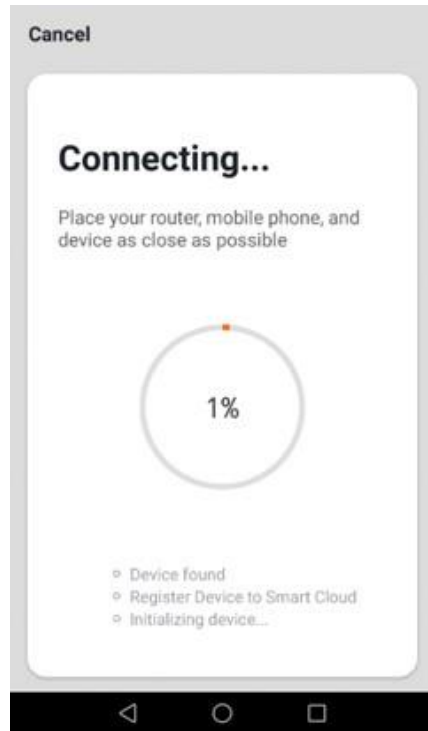 Cancel
Connecting...
Place your router, mobile phone, and
device as close as possible
1%
Device found
Register Device to Smart Cloud
Initializing device...